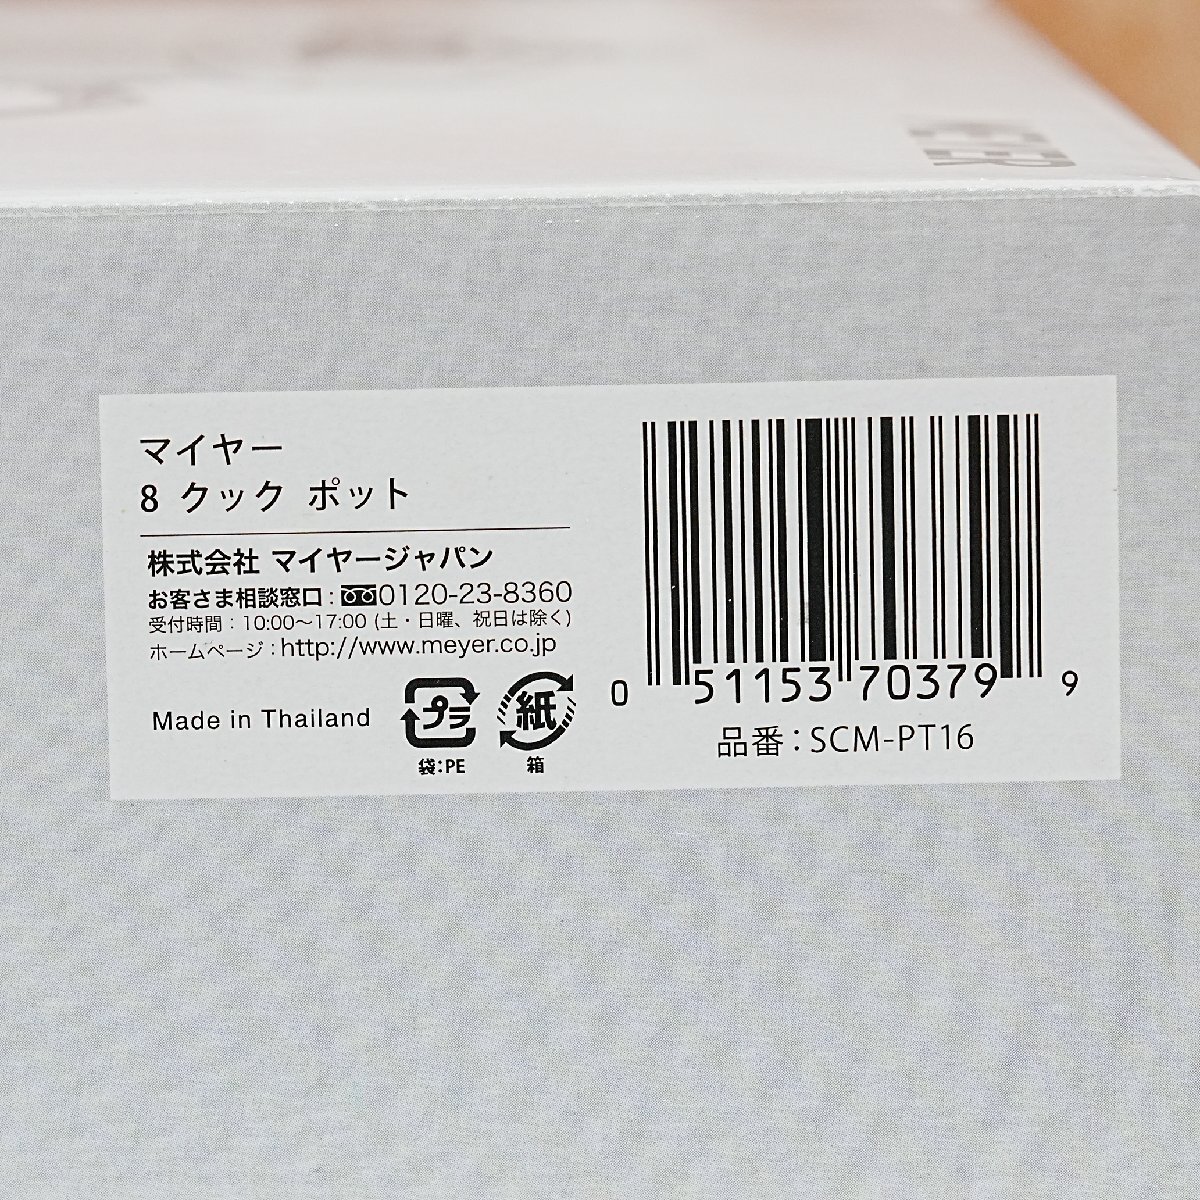 マイヤー
8 クック ポット
株式会社 マイヤージャパン
お客さま相談窓口 : 0120-23-8360
受付時間 : 10:00～17:00 (土・日曜、祝日は除く)
ホームページ : http://www.meyer.co.jp
Made in Thailand
プラ
袋:PE
紙
箱
0 51153 70379 9
品番 : SCM-PT16